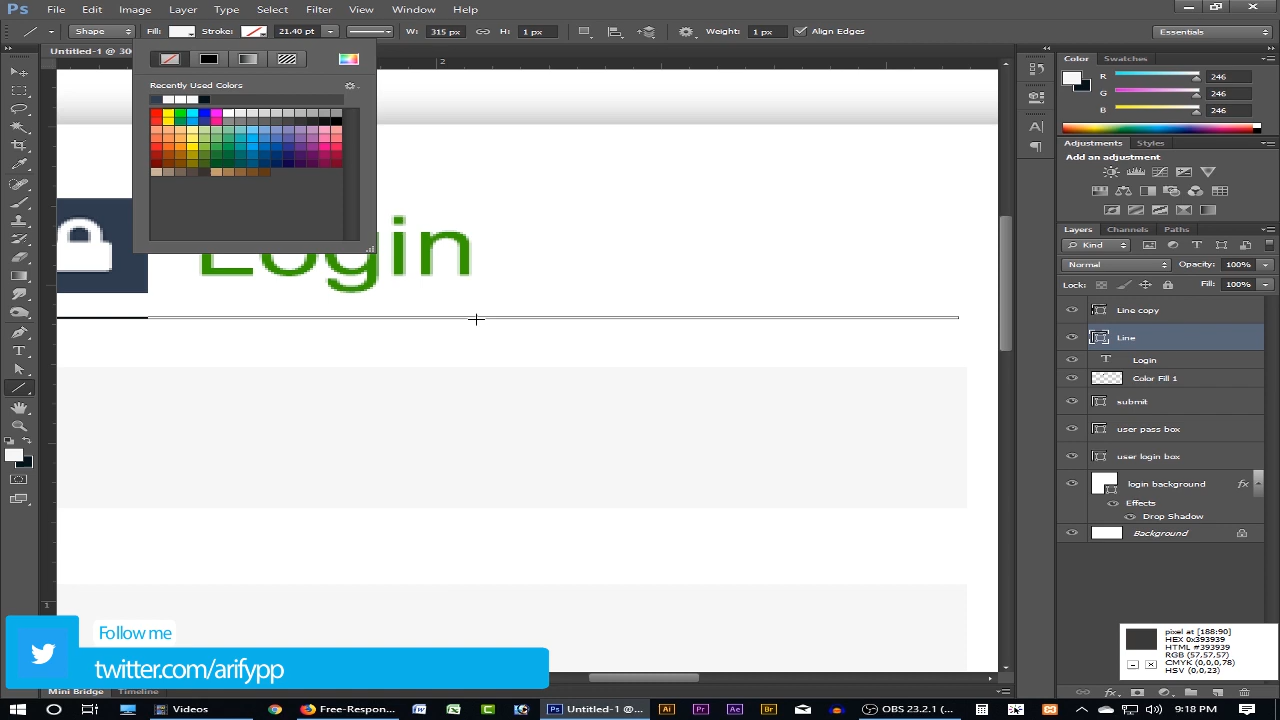 Ps File Edit Image Layer Type Select Filter View Window Help
Shape Fill: Stroke: 21.40 pt W: 315 px H: 1 px Weight: 1 px Align Edges Essentials
Untitled-1 @ 30
2
Recently Used Colors
Login
1
Color Swatches
R 246
G 246
B 246
Adjustments Styles
Add an adjustment
Layers Channels Paths
Kind
Normal Opacity: 100%
Lock: Fill: 100%
Line copy
Line
T Login
Color Fill 1
submit
user pass box
user login box
login background fx
Effects
Drop Shadow
Background
pixel at [188:90]
HEX 0x393939
HTML #393939
RGB (57,57,57)
CMYK (0,0,0,78)
HSV (0,0,23)
Follow me
twitter.com/arifypp
Mini Bridge Timeline
Videos Free-Respon... Untitled-1 @... OBS 23.2.1 (... 9:18 PM